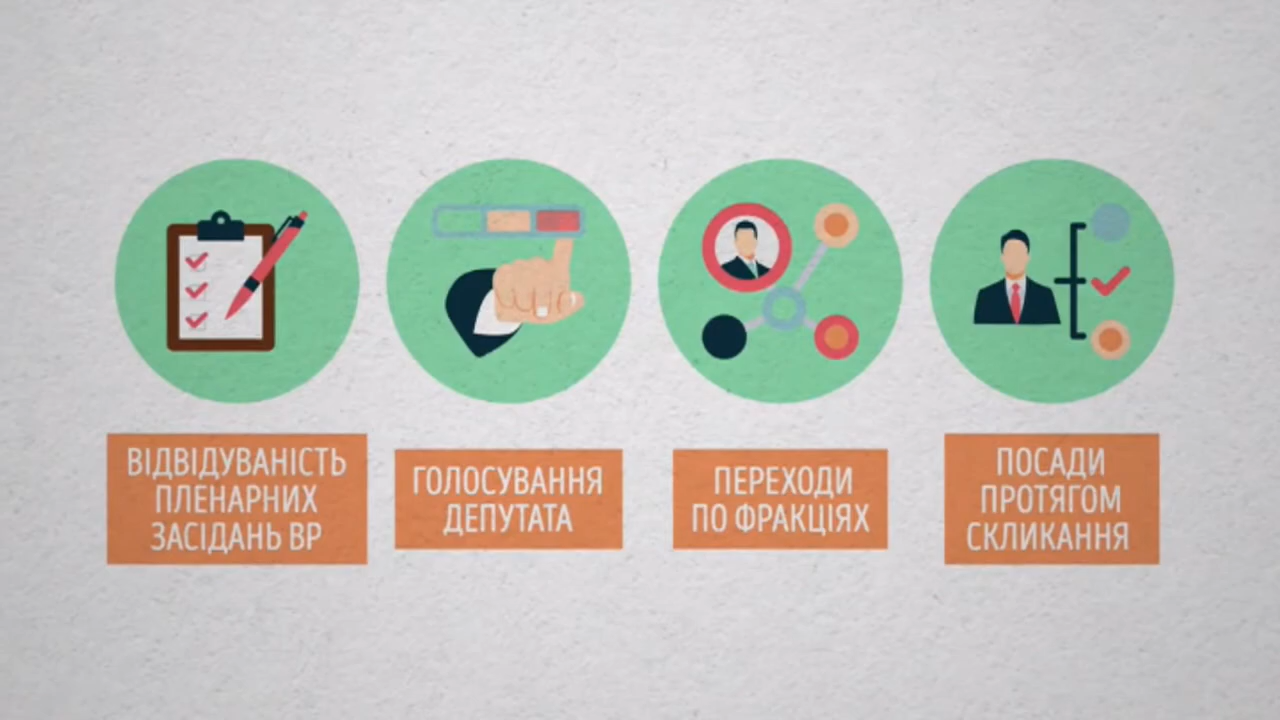 ВІДВІДУВАНІСТЬ
ПЛЕНАРНИХ
ЗАСІДАНЬ ВР
ГОЛОСУВАННЯ
ДЕПУТАТА
ПЕРЕХОДИ
ПО ФРАКЦІЯХ
ПОСАДИ
ПРОТЯГОМ
СКЛИКАННЯ